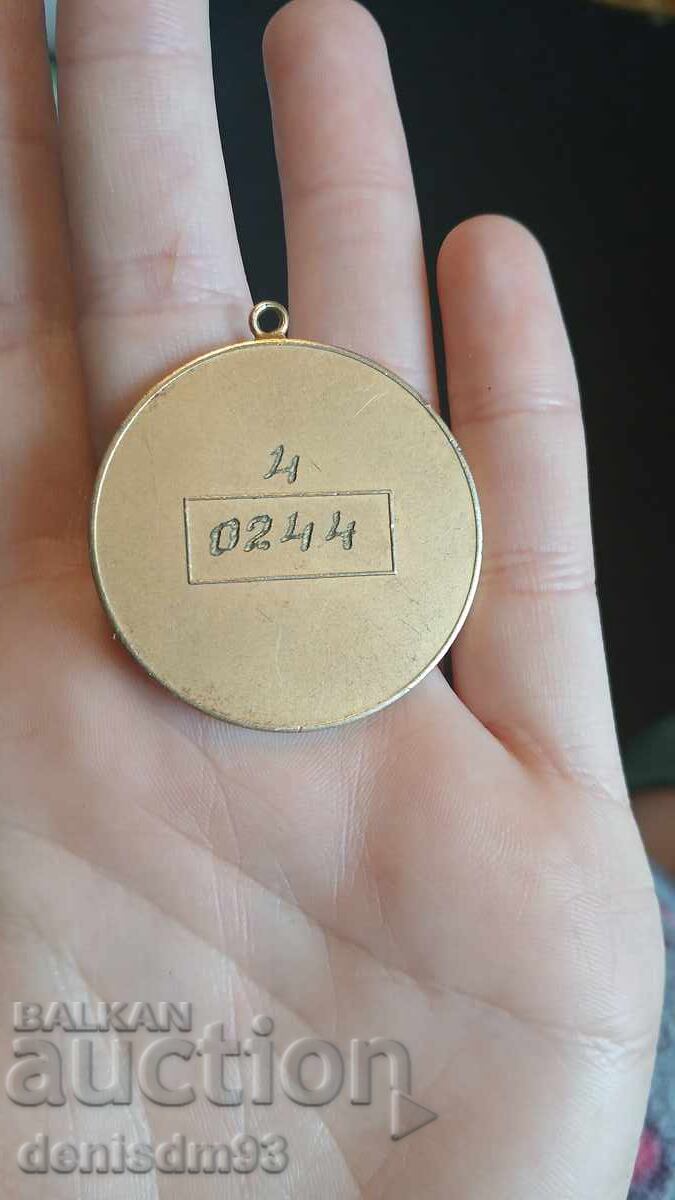 4
0244
BALKAN
auction
denisdm93